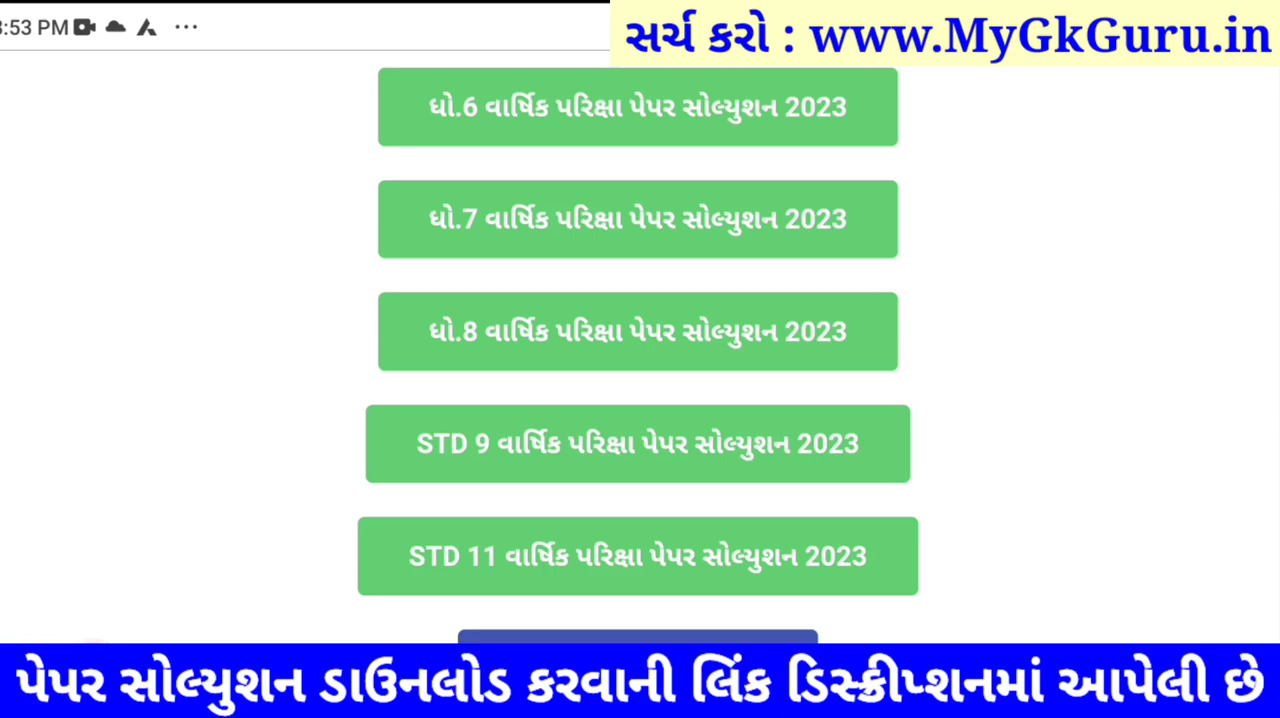 8:53 PM
સર્ચ કરો : www.MyGkGuru.in
ધો.6 વાર્ષિક પરિક્ષા પેપર સોલ્યુશન 2023
ધો.7 વાર્ષિક પરિક્ષા પેપર સોલ્યુશન 2023
ધો.8 વાર્ષિક પરિક્ષા પેપર સોલ્યુશન 2023
STD 9 વાર્ષિક પરિક્ષા પેપર સોલ્યુશન 2023
STD 11 વાર્ષિક પરિક્ષા પેપર સોલ્યુશન 2023
પેપર સોલ્યુશન ડાઉનલોડ કરવાની લિંક ડિસ્ક્રીપ્શનમાં આપેલી છે